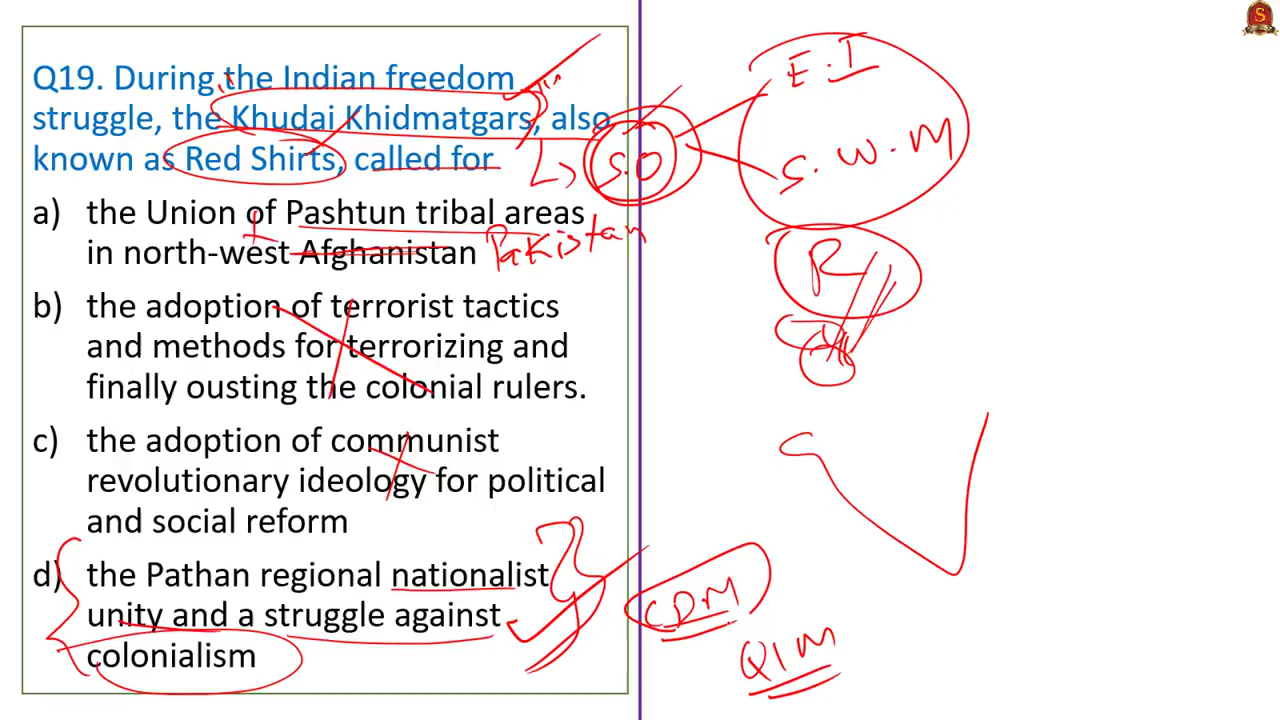 Q19. During the Indian freedom
struggle, the Khudai Khidmatgars, also
known as Red Shirts, called for
a) the Union of Pashtun tribal areas
in north-west Afghanistan Pakistan
b) the adoption of terrorist tactics
and methods for terrorizing and
finally ousting the colonial rulers.
c) the adoption of communist
revolutionary ideology for political
and social reform
d) the Pathan regional nationalist
unity and a struggle against
colonialism
S.O
E.I
S.W.M
R
CDM
QIM
S